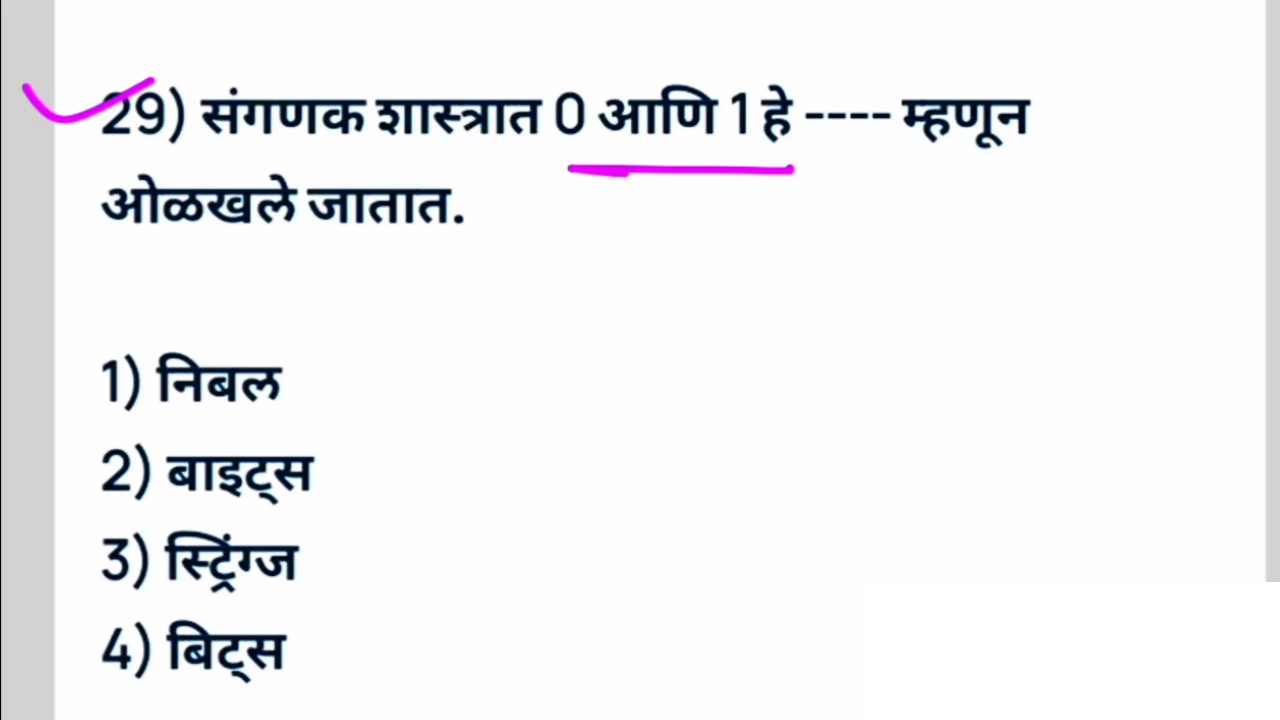 29) संगणक शास्त्रात 0 आणि 1 हे ---- म्हणून
ओळखले जातात.
1) निबल
2) बाइट्स
3) स्ट्रिंग्ज
4) बिट्स